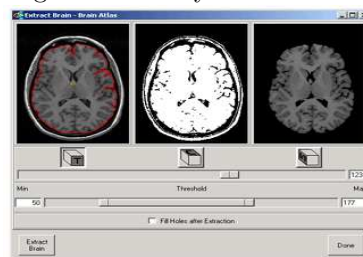 Extract Brain - Brain Atlas
T
123
Min
Threshold
Ma
50
177
Fill Holes after Extraction
Extract
Brain
Done